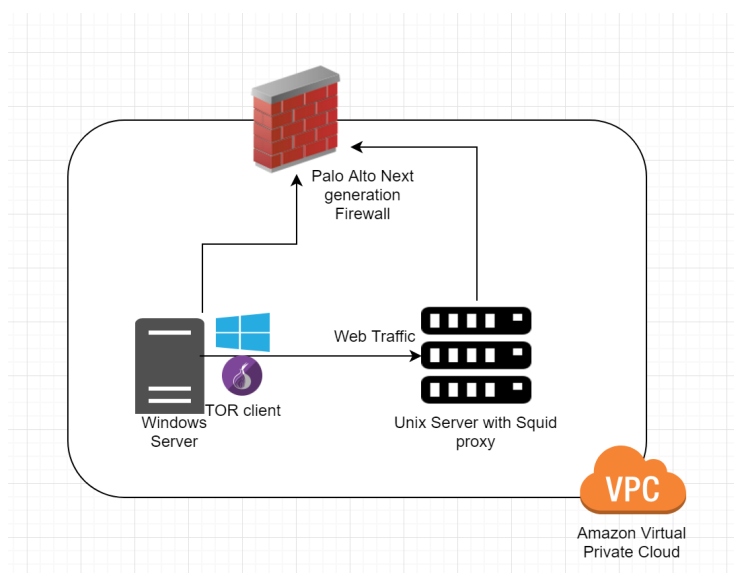 Palo Alto Next
generation
Firewall
Web Traffic
TOR client
Windows
Server
Unix Server with Squid
proxy
VPC
Amazon Virtual
Private Cloud